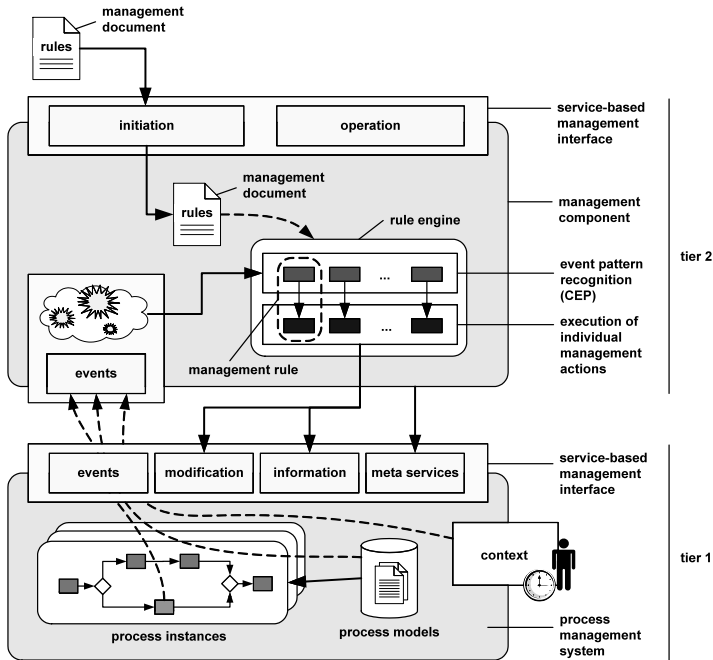 management
document
rules
initiation
operation
service-based
management
interface
management
document
rules
management
component
rule engine
tier 2
...
event pattern
recognition
(CEP)
...
execution of
individual
management
actions
management rule
events
events
modification
information
meta services
service-based
management
interface
context
tier 1
process instances
process models
process
management
system